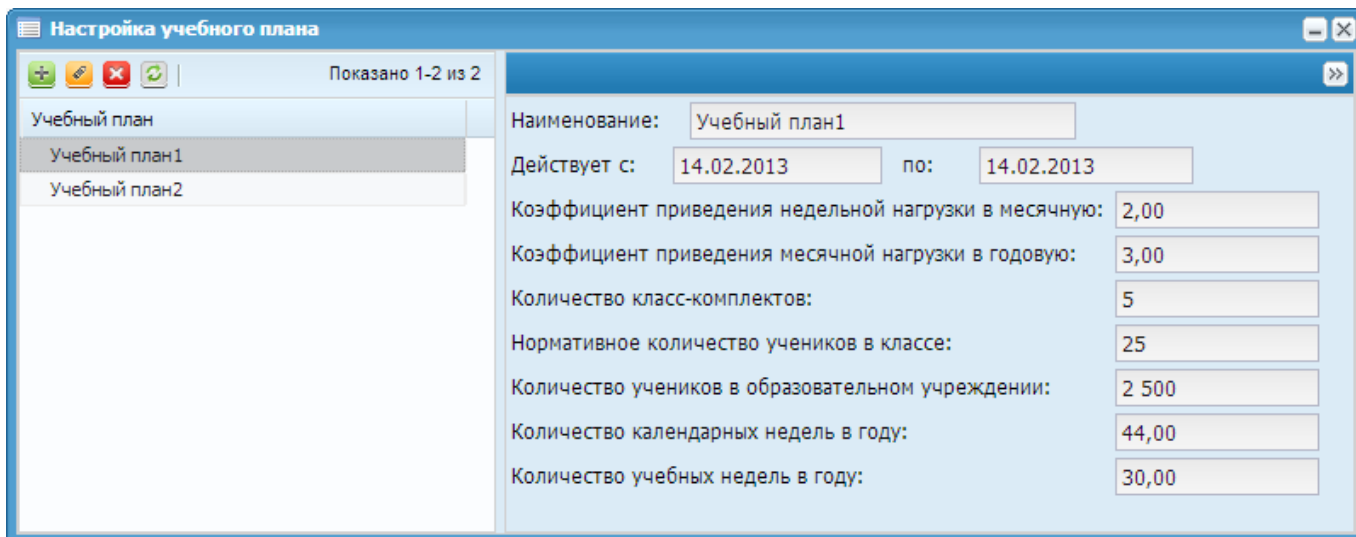 Настройка учебного плана
Показано 1-2 из 2
Учебный план
Учебный план1
Учебный план2
Наименование: Учебный план1
Действует с: 14.02.2013 по: 14.02.2013
Коэффициент приведения недельной нагрузки в месячную: 2,00
Коэффициент приведения месячной нагрузки в годовую: 3,00
Количество класс-комплектов: 5
Нормативное количество учеников в классе: 25
Количество учеников в образовательном учреждении: 2 500
Количество календарных недель в году: 44,00
Количество учебных недель в году: 30,00